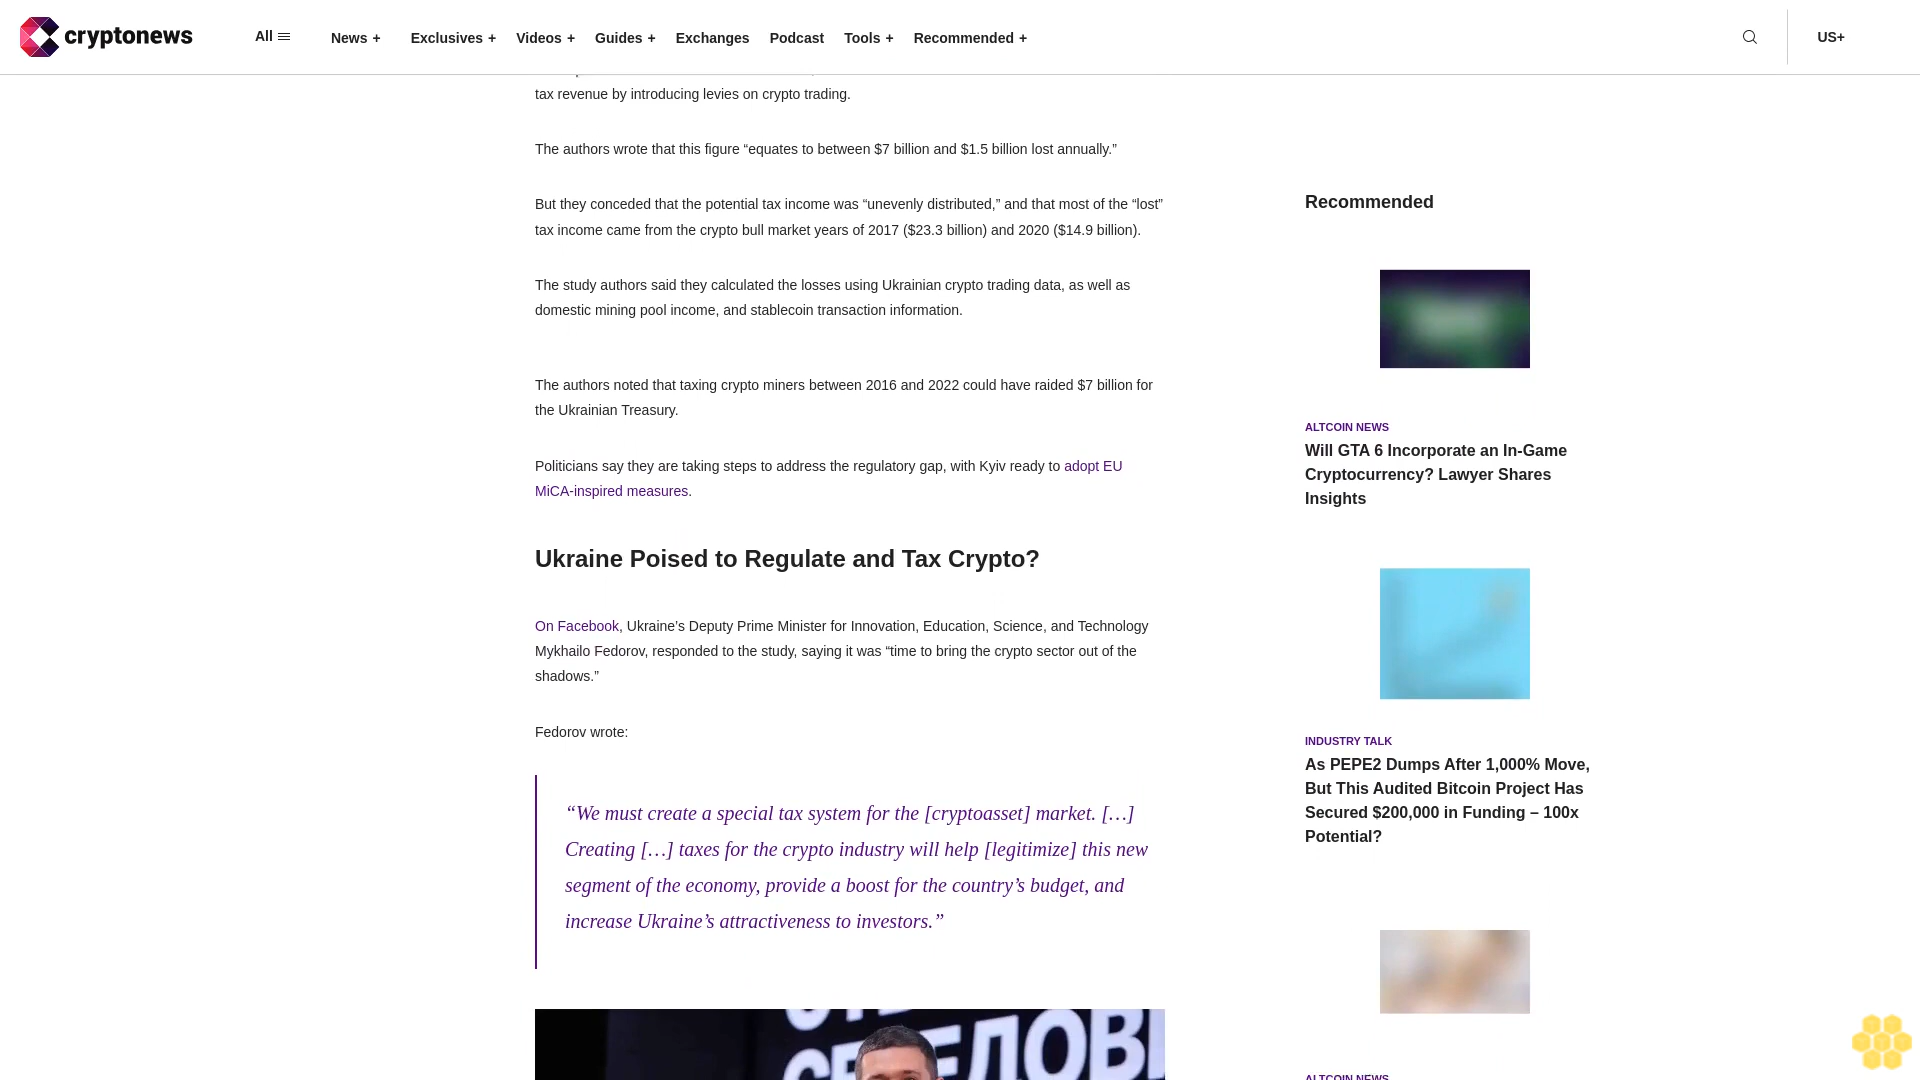 cryptonews
All
News +
Exclusives +
Videos +
Guides +
Exchanges
Podcast
Tools +
Recommended +
US+
tax revenue by introducing levies on crypto trading.
The authors wrote that this figure “equates to between $7 billion and $1.5 billion lost annually.”
But they conceded that the potential tax income was “unevenly distributed,” and that most of the “lost”
tax income came from the crypto bull market years of 2017 ($23.3 billion) and 2020 ($14.9 billion).
The study authors said they calculated the losses using Ukrainian crypto trading data, as well as
domestic mining pool income, and stablecoin transaction information.
The authors noted that taxing crypto miners between 2016 and 2022 could have raided $7 billion for
the Ukrainian Treasury.
Politicians say they are taking steps to address the regulatory gap, with Kyiv ready to adopt EU
MiCA-inspired measures.
Ukraine Poised to Regulate and Tax Crypto?
On Facebook, Ukraine’s Deputy Prime Minister for Innovation, Education, Science, and Technology
Mykhailo Fedorov, responded to the study, saying it was “time to bring the crypto sector out of the
shadows.”
Fedorov wrote:
“We must create a special tax system for the [cryptoasset] market. […]
Creating […] taxes for the crypto industry will help [legitimize] this new
segment of the economy, provide a boost for the country’s budget, and
increase Ukraine’s attractiveness to investors.”
Recommended
ALTCOIN NEWS
Will GTA 6 Incorporate an In-Game
Cryptocurrency? Lawyer Shares
Insights
INDUSTRY TALK
As PEPE2 Dumps After 1,000% Move,
But This Audited Bitcoin Project Has
Secured $200,000 in Funding – 100x
Potential?
ALTCOIN NEWS